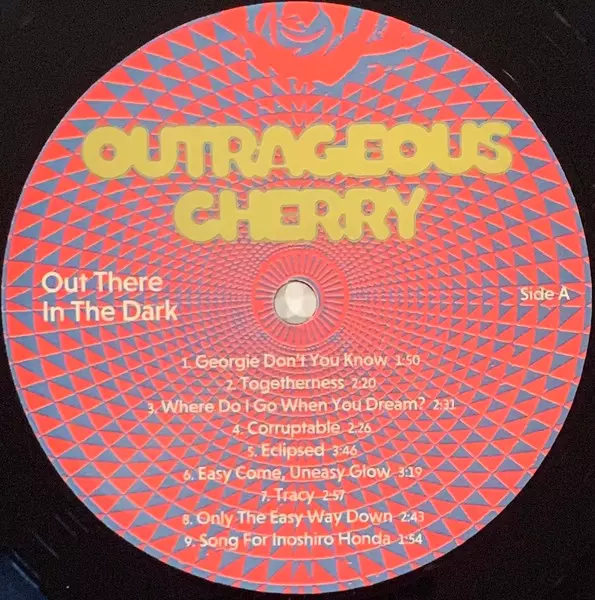 OUTRAGEOUS
CHERRY
Out There
In The Dark
Side A
1. Georgie Don't You Know 1:50
2. Togetherness 2:20
3. Where Do I Go When You Dream? 2:31
4. Corruptable 2:26
5. Eclipsed 3:46
6. Easy Come, Uneasy Glow 3:19
7. Tracy 2:57
8. Only The Easy Way Down 2:43
9. Song For Inoshiro Honda 1:54